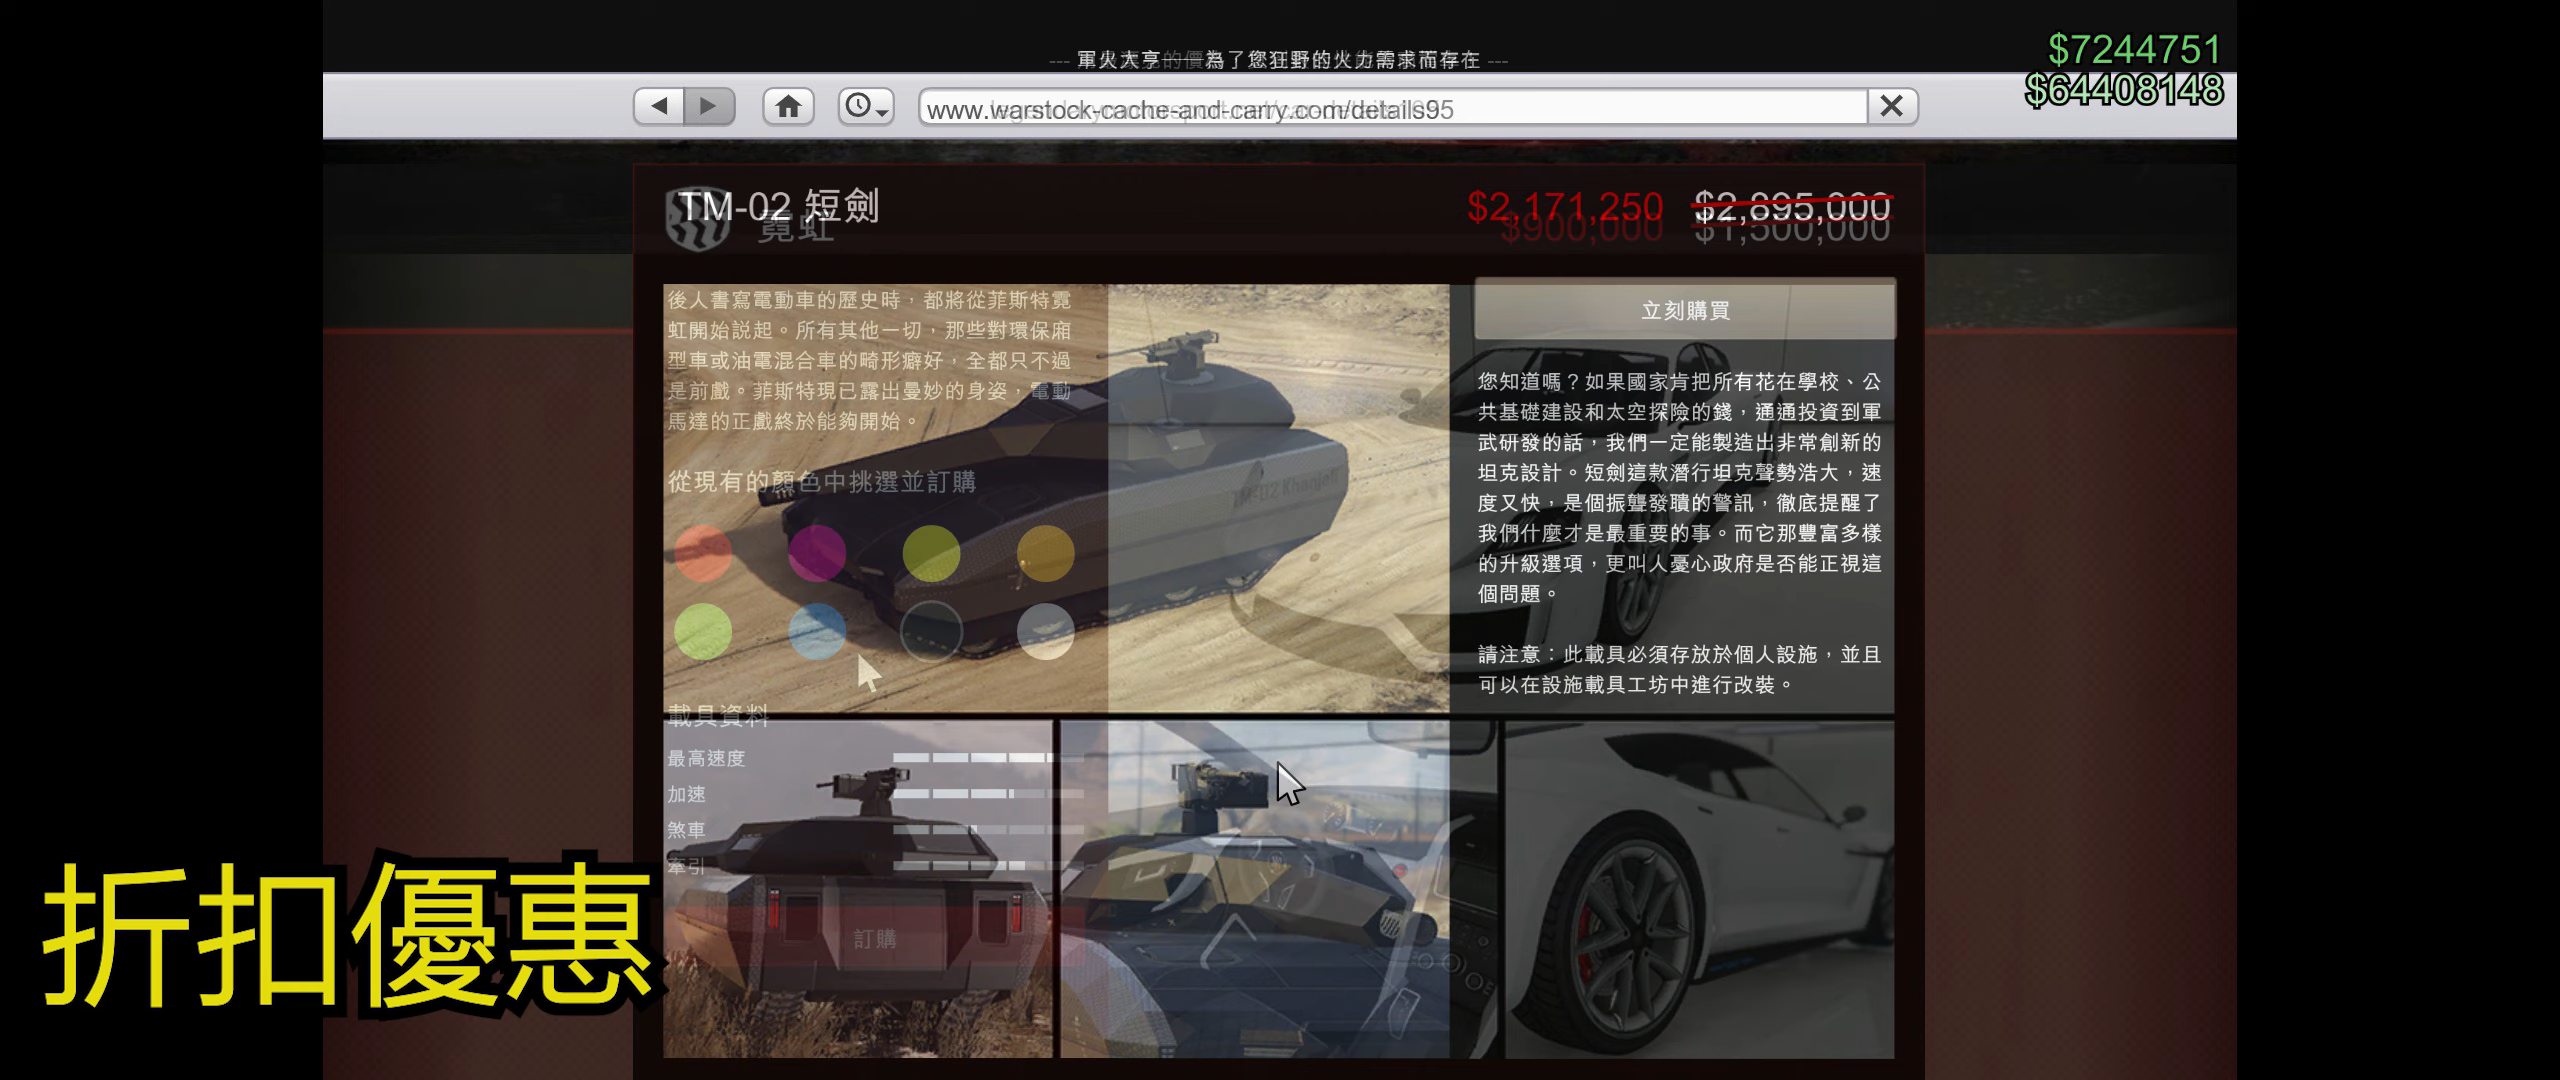 --- 軍火大亨──為了您狂野的火力需求而存在 ---
$7244751
$64408148
www.warstock-cache-and-carry.com/details95
TM-02 短劍
$2,171,250 $2,895,000
霓虹
$900,000 $1,500,000
立刻購買
後人書寫電動車的歷史時，都將從菲斯特霓
虹開始説起。所有其他一切，那些對環保廂
型車或油電混合車的畸形癖好，全都只不過
是前戲。菲斯特現已露出曼妙的身姿，電動
馬達的正戲終於能夠開始。
從現有的顏色中挑選並訂購
您知道嗎？如果國家肯把所有花在學校、公
共基礎建設和太空探險的錢，通通投資到軍
武研發的話，我們一定能製造出非常創新的
坦克設計。短劍這款潛行坦克聲勢浩大，速
度又快，是個振聾發聵的警訊，徹底提醒了
我們什麼才是最重要的事。而它那豐富多樣
的升級選項，更叫人憂心政府是否能正視這
個問題。
請注意：此載具必須存放於個人設施，並且
可以在設施載具工坊中進行改裝。
TM-02 Khanjali
載具資料
最高速度
加速
煞車
牽引
訂購
折扣優惠